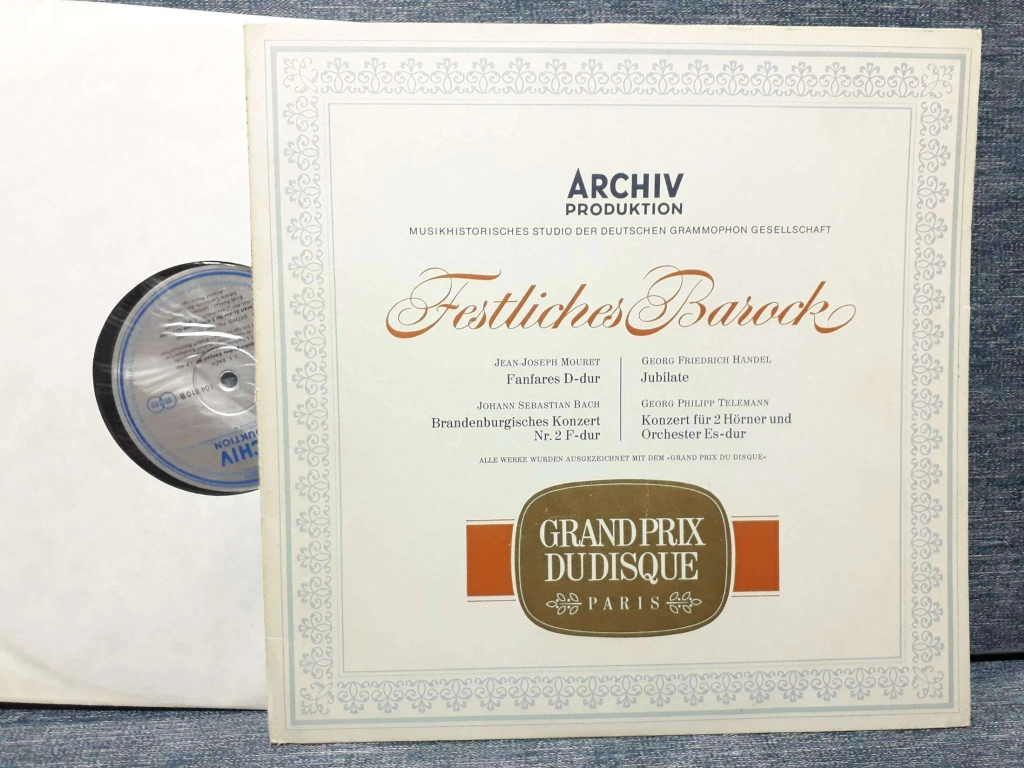 ARCHIV
PRODUKTION
MUSIKHISTORISCHES STUDIO DER DEUTSCHEN GRAMMOPHON GESELLSCHAFT
Festliches Barock
JEAN-JOSEPH MOURET
Fanfares D-dur
JOHANN SEBASTIAN BACH
Brandenburgisches Konzert
Nr. 2 F-dur
GEORG FRIEDRICH HÄNDEL
Jubilate
GEORG PHILIPP TELEMANN
Konzert für 2 Hörner und
Orchester Es-dur
ALLE WERKE WURDEN AUSGEZEICHNET MIT DEM »GRAND PRIX DU DISQUE«
GRAND PRIX
DU DISQUE
PARIS